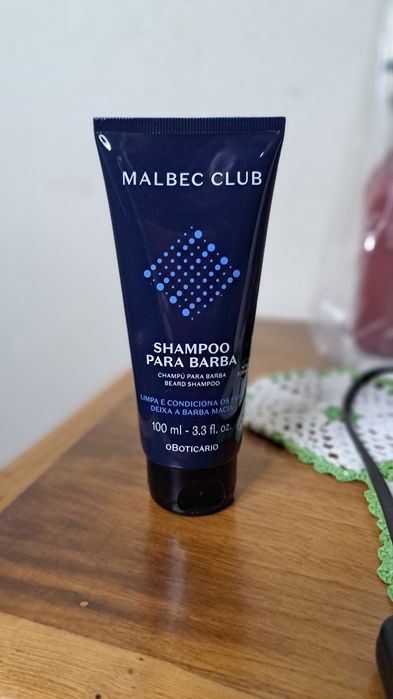 MALBEC CLUB
SHAMPOO
PARA BARBA
CHAMPÚ PARA BARBA
BEARD SHAMPOO
LIMPA E CONDICIONA OS
DEIXA A BARBA MACIA
100 ml - 3.3 fl. oz.
oBOTICÁRIO